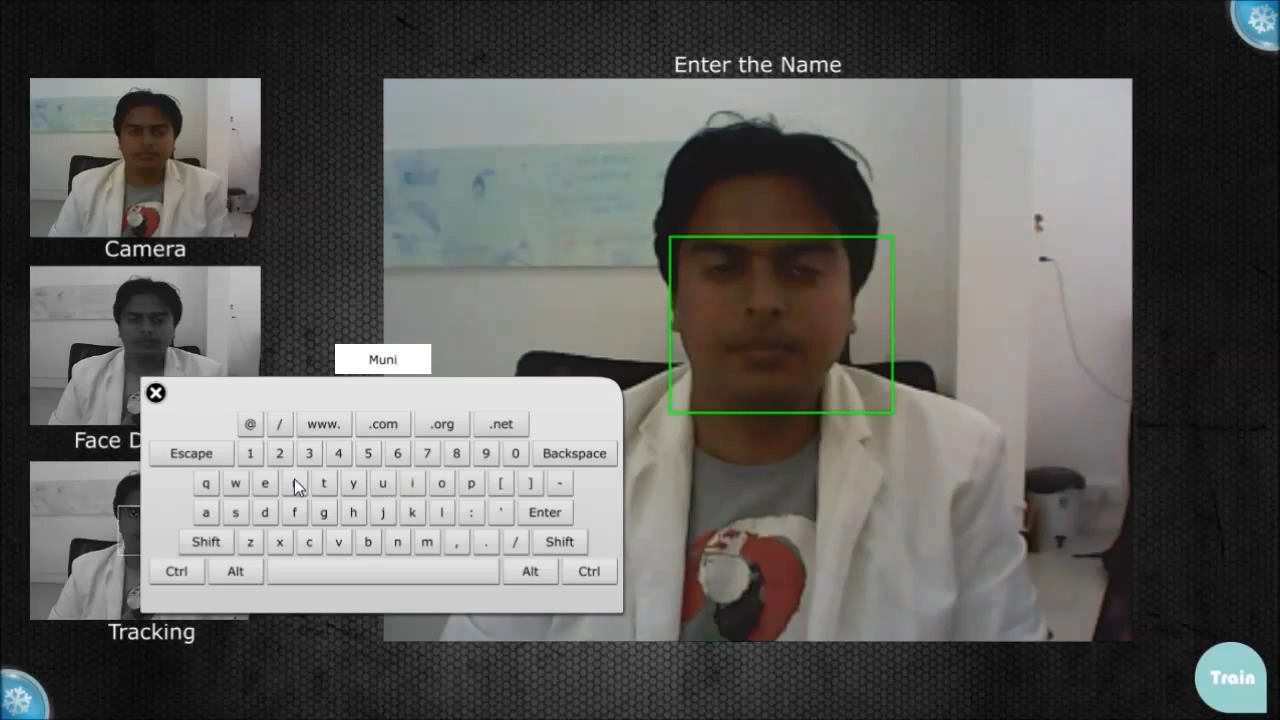 Enter the Name
Camera
Face D
Muni
@ / www. .com .org .net
Escape 1 2 3 4 5 6 7 8 9 0 Backspace
q w e t y u i o p [ ] -
a s d f g h j k l : ' Enter
Shift z x c v b n m , . / Shift
Ctrl Alt Alt Ctrl
Tracking
Train